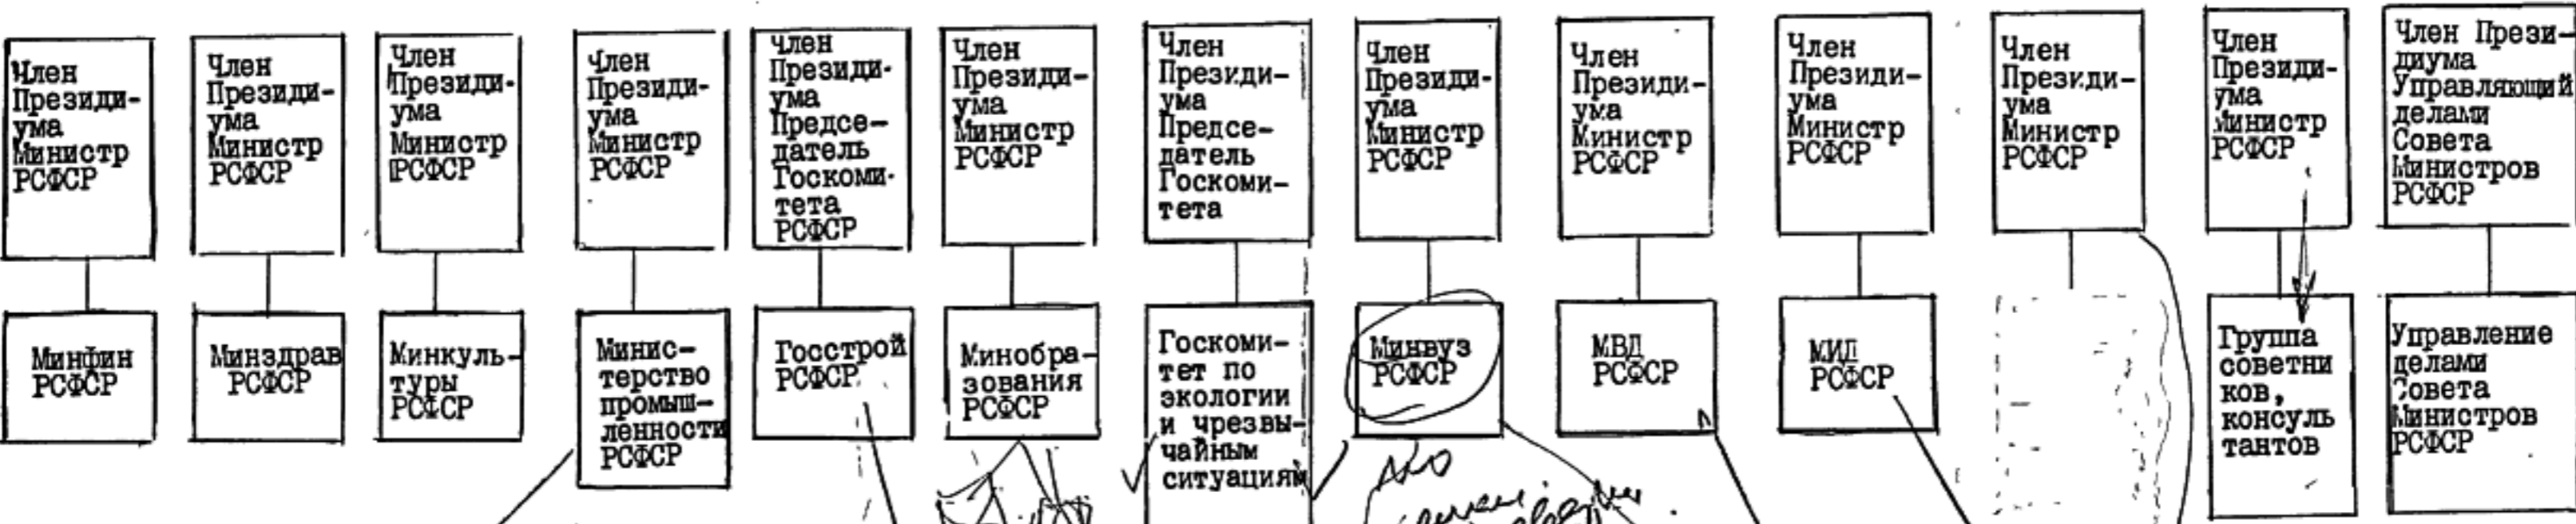 Член
Президи-
ума
Министр
РСФСР
Член
Президи-
ума
Министр
РСФСР
Член
Президи-
ума
Министр
РСФСР
Член
Президи-
ума
Министр
РСФСР
Член
Президи-
ума
Предсе-
датель
Госкоми-
тета
РСФСР
Член
Президи-
ума
Министр
РСФСР
Член
Президи-
ума
Предсе-
датель
Госкоми-
тета
Член
Президи-
ума
Министр
РСФСР
Член
Президи-
ума
Министр
РСФСР
Член
Президи-
ума
Министр
РСФСР
Член
Президи-
ума
Министр
РСФСР
Член
Президи-
ума
Министр
РСФСР
Член Прези-
диума
Управляющий
делами
Совета
Министров
РСФСР
Минфин
РСФСР
Минздрав
РСФСР
Минкуль-
туры
РСФСР
Минис-
терство
промыш-
ленности
РСФСР
Госстрой
РСФСР
Минобра-
зования
РСФСР
Госкоми-
тет по
экологии
и чрезвы-
чайным
ситуациям
Минвуз
РСФСР
МВД
РСФСР
МИД
РСФСР
Группа
советни
ков,
консуль
тантов
Управление
делами
Совета
Министров
РСФСР